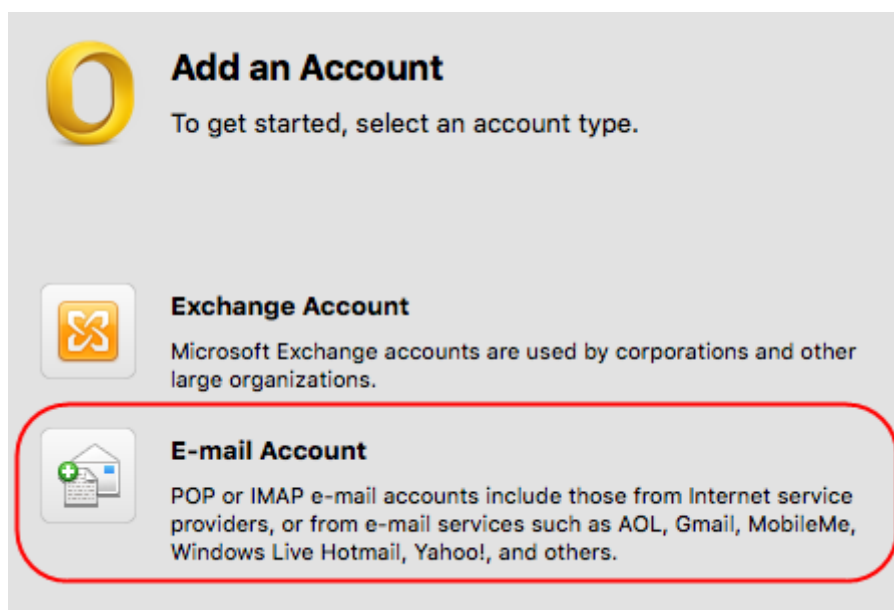 Add an Account
To get started, select an account type.
Exchange Account
Microsoft Exchange accounts are used by corporations and other
large organizations.
E-mail Account
POP or IMAP e-mail accounts include those from Internet service
providers, or from e-mail services such as AOL, Gmail, MobileMe,
Windows Live Hotmail, Yahoo!, and others.